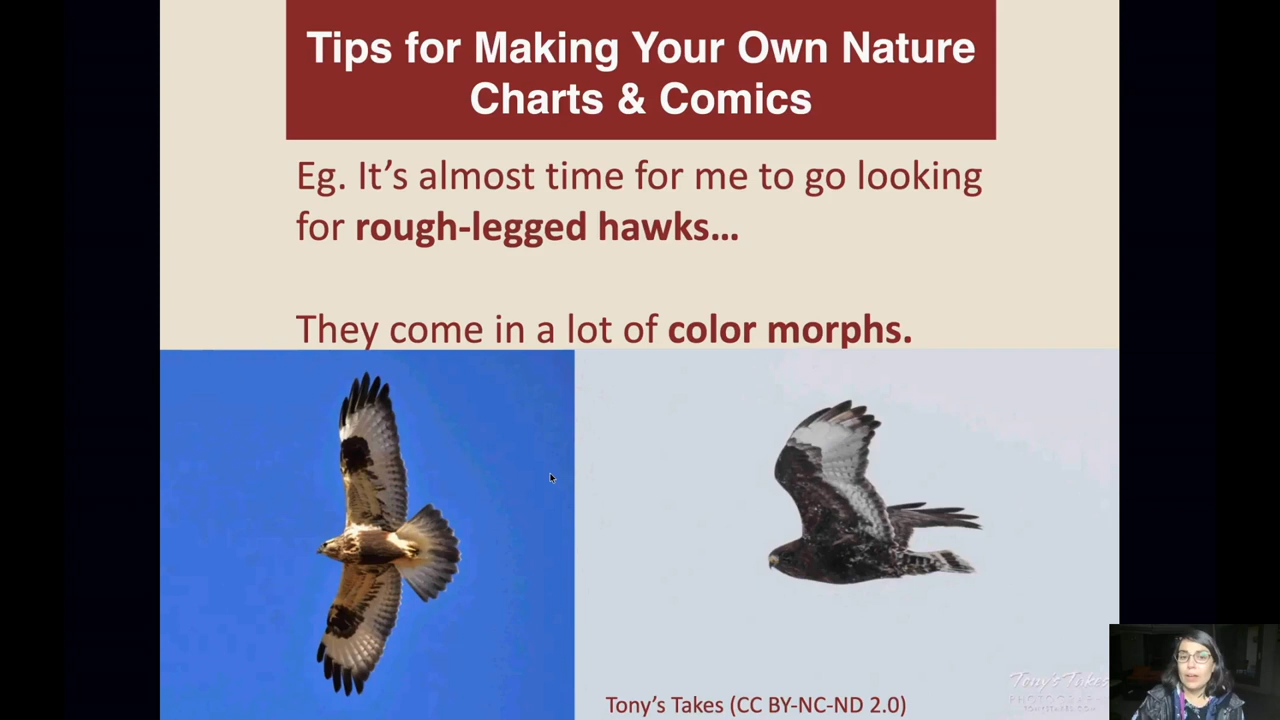 Tips for Making Your Own Nature
Charts & Comics
Eg. It’s almost time for me to go looking
for rough-legged hawks…
They come in a lot of color morphs.
Tony’s Takes (CC BY-NC-ND 2.0)
Tony's Takes